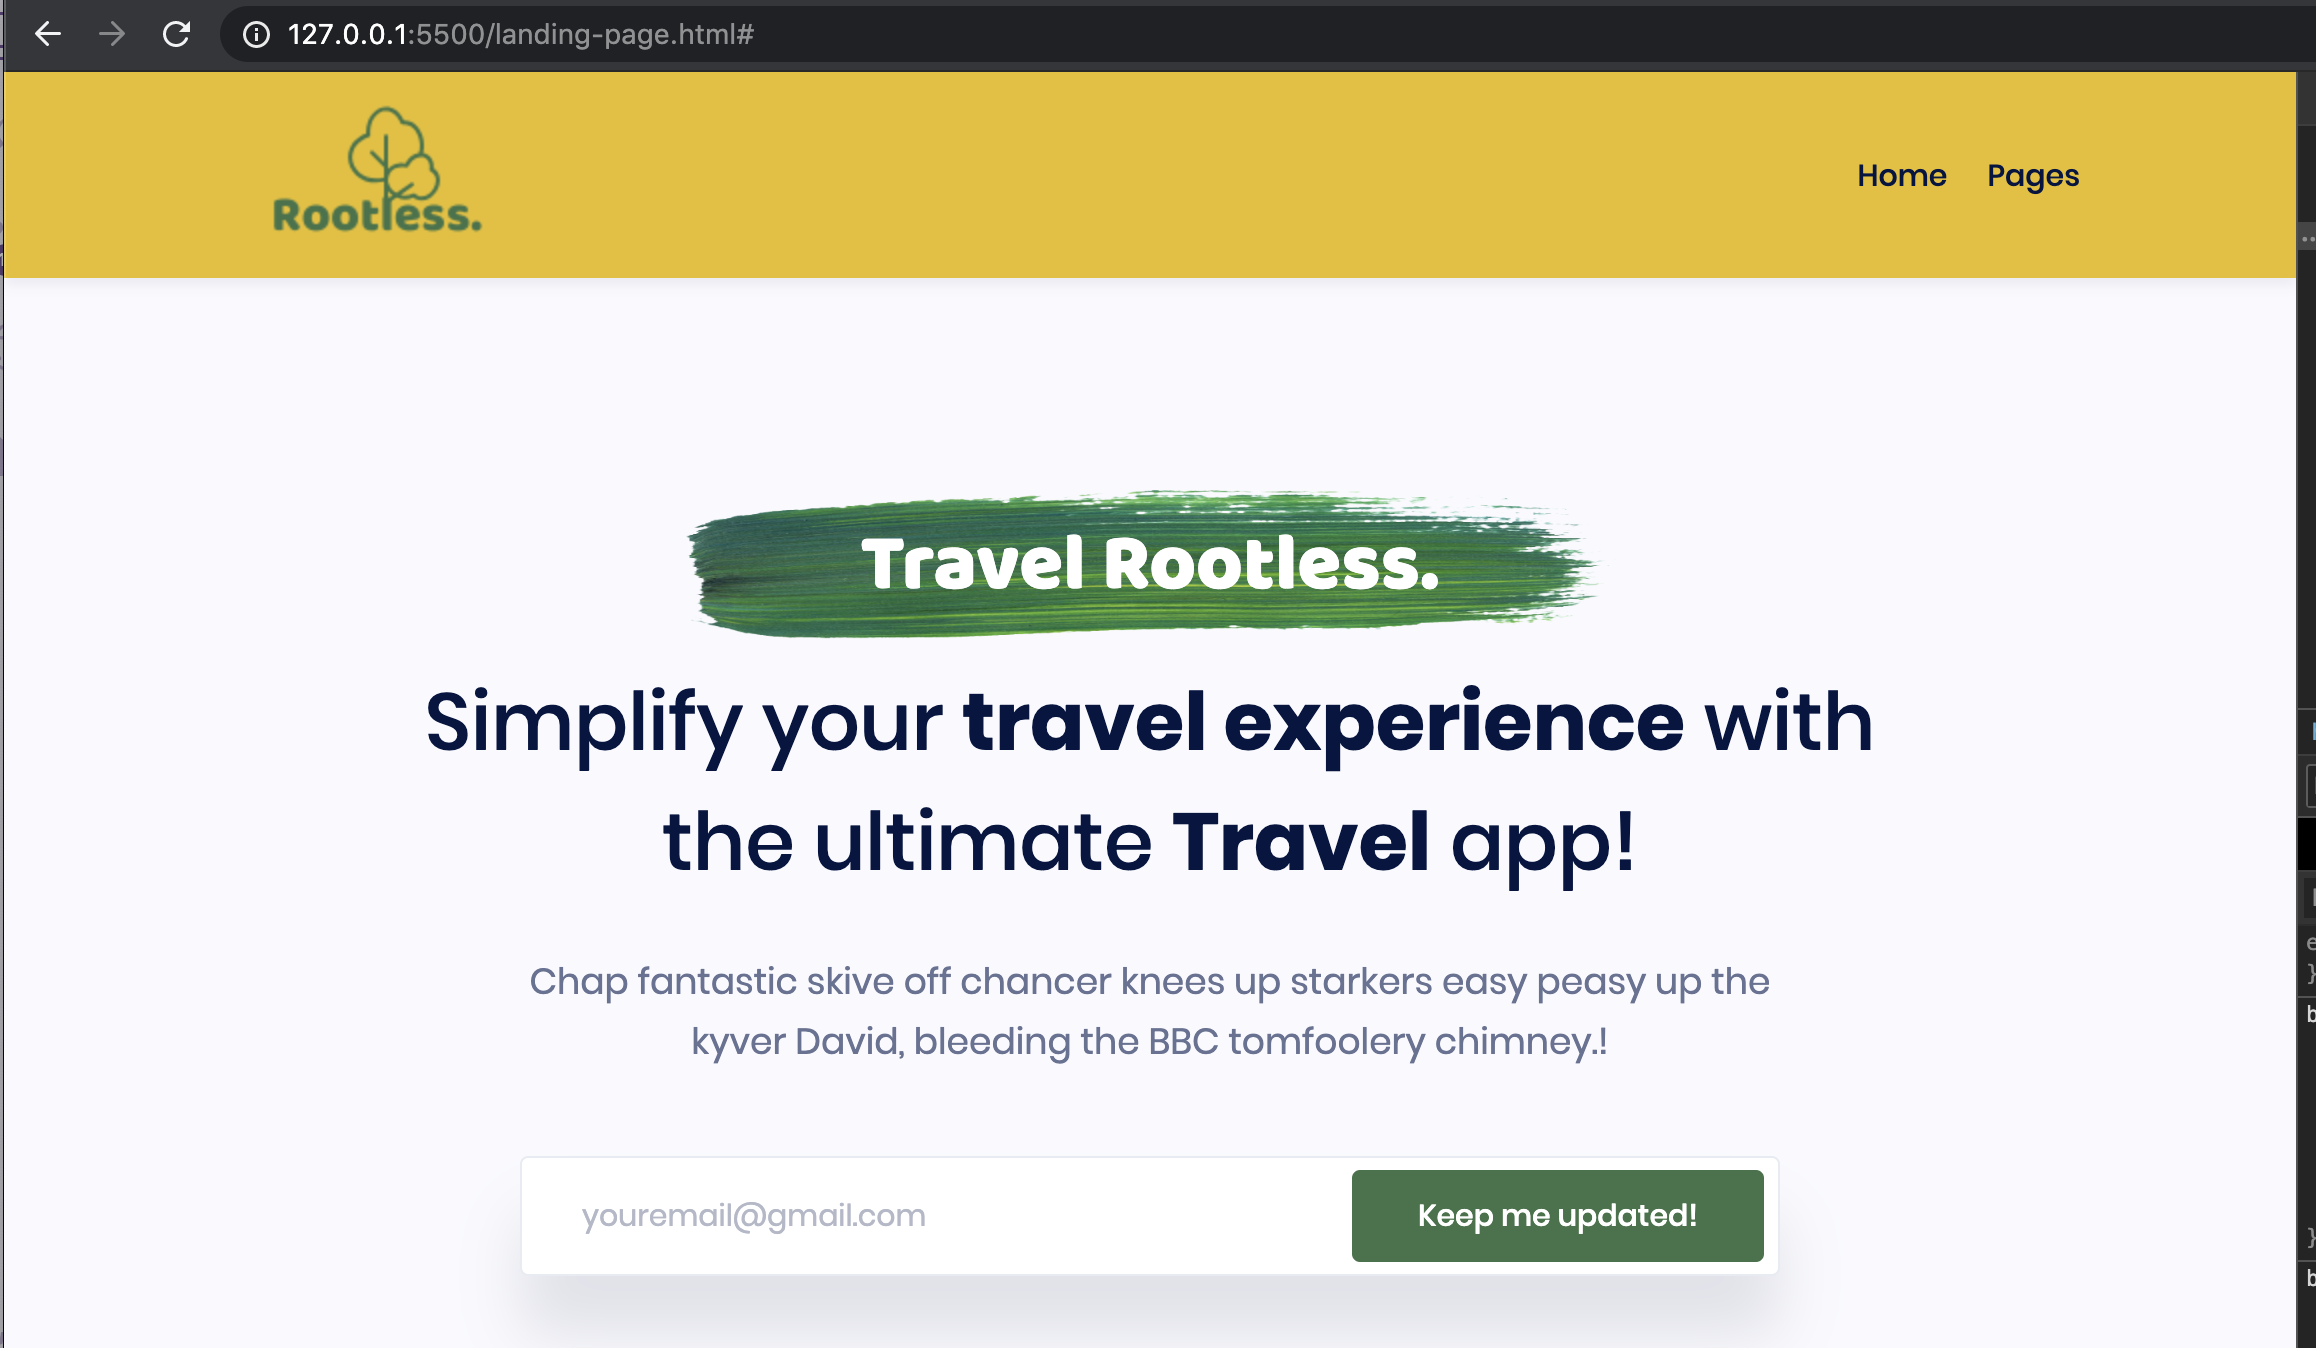 127.0.0.1:5500/landing-page.html#
Rootless.
Home Pages
Travel Rootless.
Simplify your travel experience with
the ultimate Travel app!
Chap fantastic skive off chancer knees up starkers easy peasy up the
kyver David, bleeding the BBC tomfoolery chimney.!
youremail@gmail.com
Keep me updated!